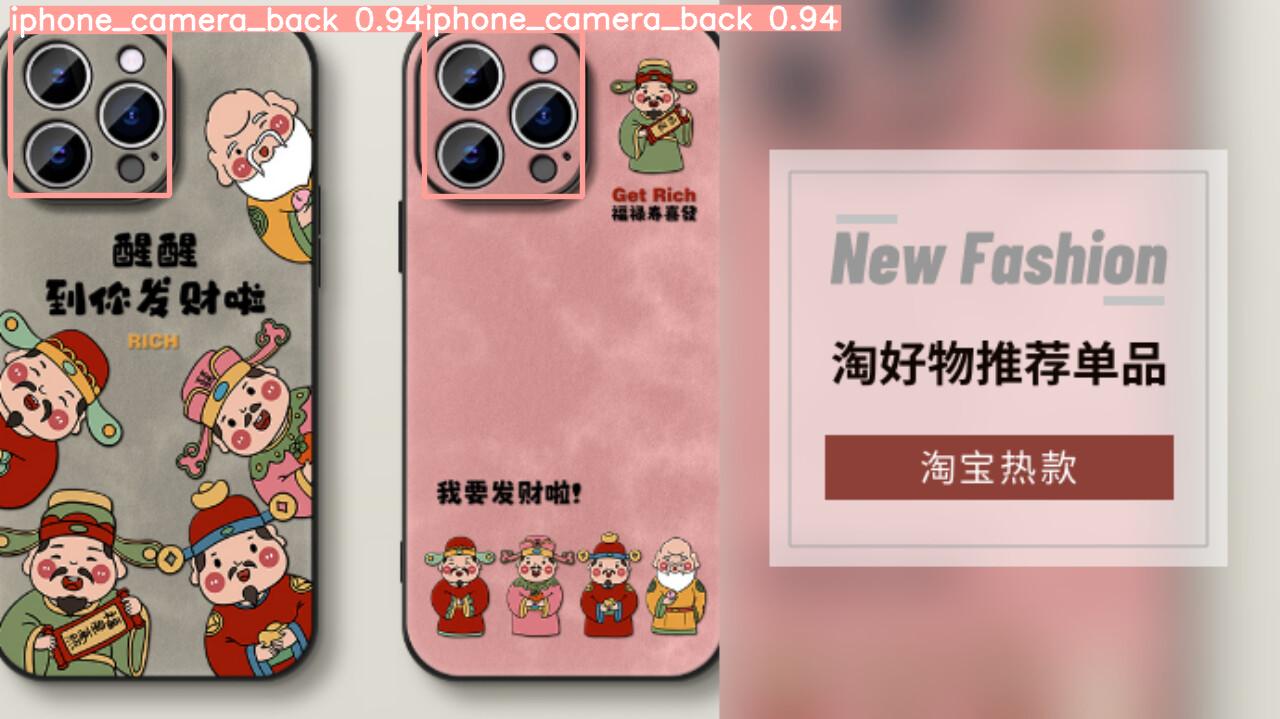 iphone_camera_back 0.94
iphone_camera_back 0.94
醒醒
到你发财啦
RICH
Get Rich
福禄寿喜發
我要发财啦!
New Fashion
淘好物推荐单品
淘宝热款